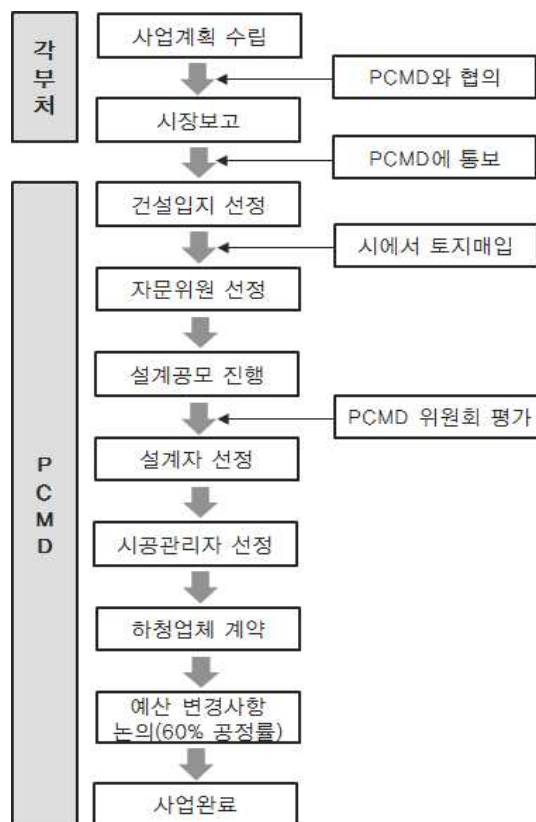 각
부
처
사업계획 수립
PCMD와 협의
시장보고
PCMD에 통보
P
C
M
D
건설입지 선정
시에서 토지매입
자문위원 선정
설계공모 진행
PCMD 위원회 평가
설계자 선정
시공관리자 선정
하청업체 계약
예산 변경사항
논의(60% 공정률)
사업완료